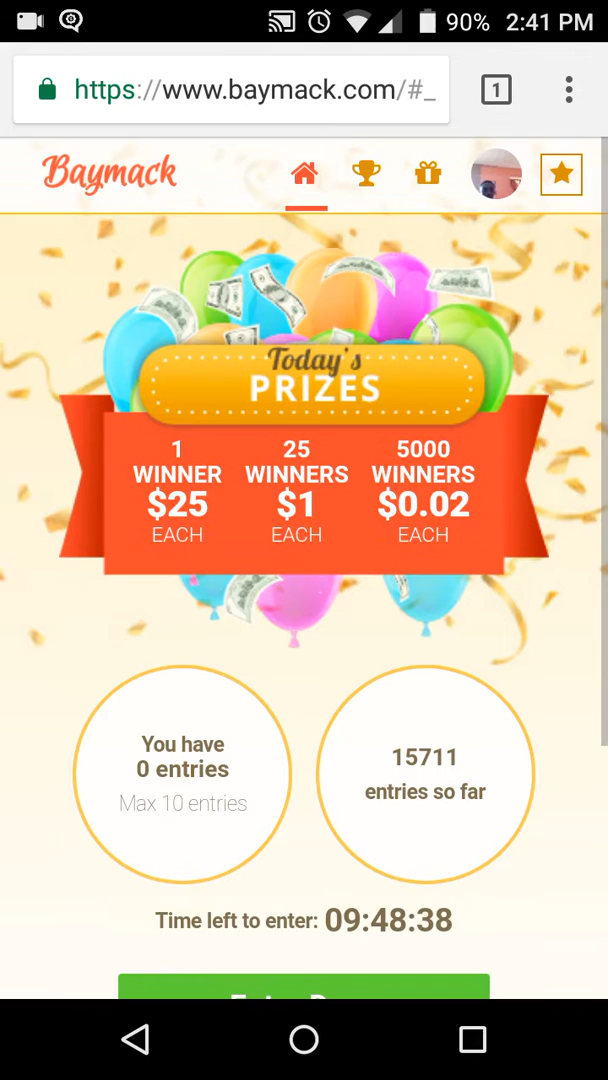 90% 2:41 PM
https://www.baymack.com/#_
1
Baymack
Today's
PRIZES
1 WINNER $25 EACH
25 WINNERS $1 EACH
5000 WINNERS $0.02 EACH
You have
0 entries
Max 10 entries
15711
entries so far
Time left to enter: 09:48:38